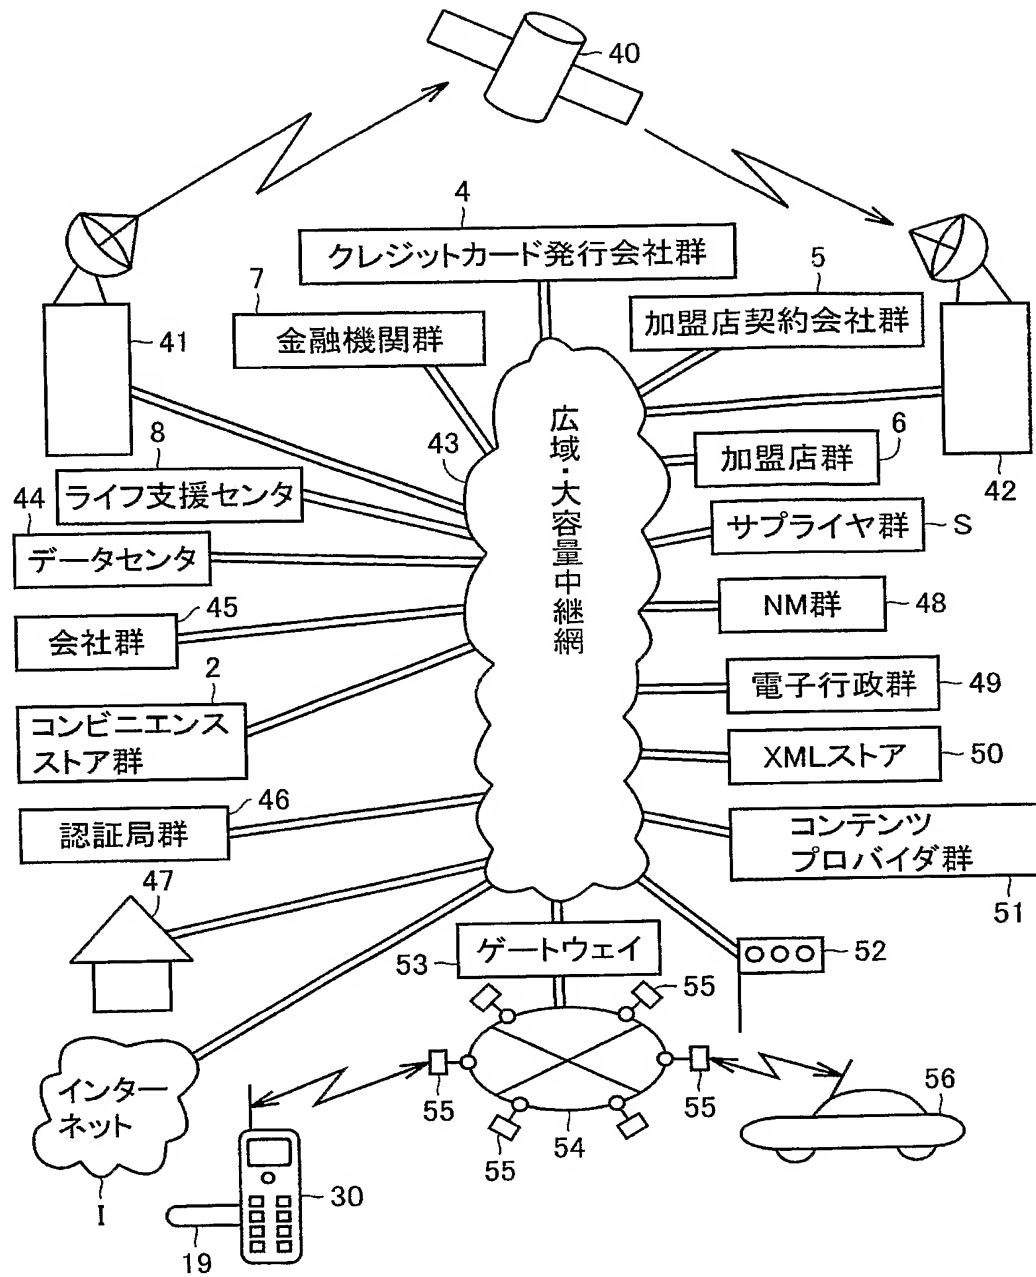 40
4
クレジットカード発行会社群
7
金融機関群
5
加盟店契約会社群
41
42
43
広域・大容量中継網
6
加盟店群
8
ライフ支援センタ
サプライヤ群
S
44
データセンタ
45
会社群
NM群
48
2
コンビニエンス
ストア群
電子行政群
49
XMLストア
50
46
認証局群
コンテンツ
プロバイダ群
51
47
53
ゲートウェイ
52
55
インター
ネット
I
55
55
55
54
56
30
19